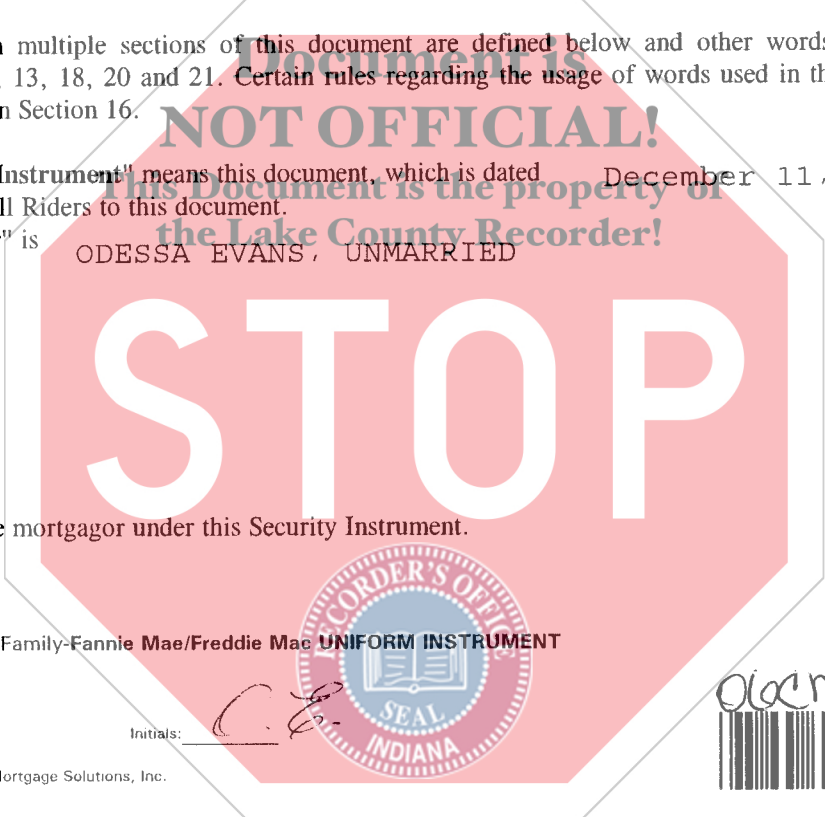 multiple sections of this document are defined below and other words
, 13, 18, 20 and 21. Certain rules regarding the usage of words used in th
n Section 16.
Document is
NOT OFFICIAL!
Instrument" means this document, which is dated December 11,
This Document is the property of
ll Riders to this document.
the Lake County Recorder!
" is
ODESSA EVANS, UNMARRIED
STOP
e mortgagor under this Security Instrument.
RECORDER'S OFFICE
Family-Fannie Mae/Freddie Mac UNIFORM INSTRUMENT
SEAL
INDIANA
Initials:
ortgage Solutions, Inc.